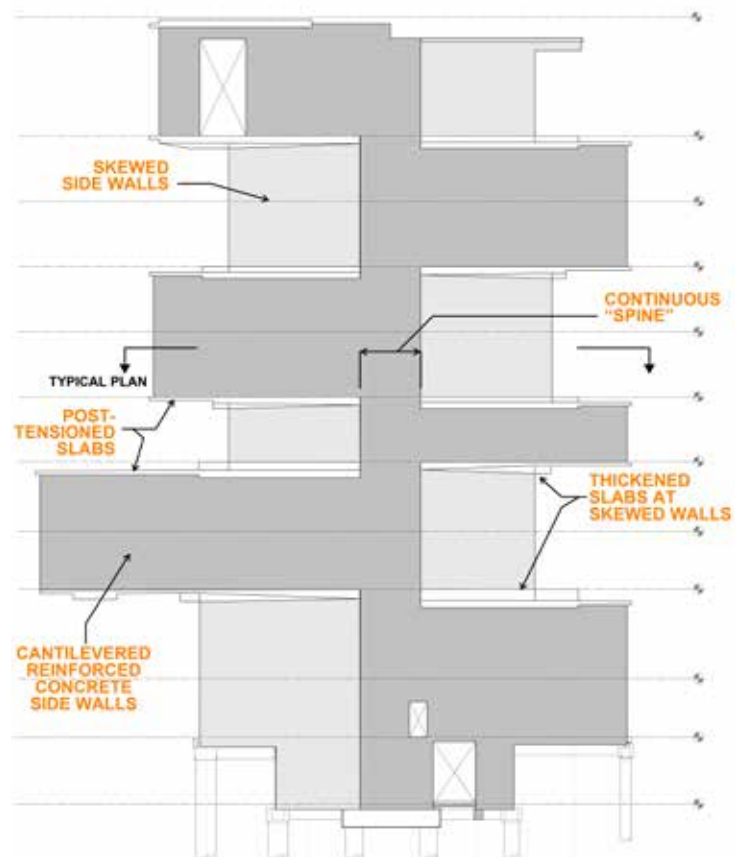 SKEWED
SIDE WALLS
CONTINUOUS
"SPINE"
TYPICAL PLAN
POST-
TENSIONED
SLABS
THICKENED
SLABS AT
SKEWED WALLS
CANTILEVERED
REINFORCED
CONCRETE
SIDE WALLS